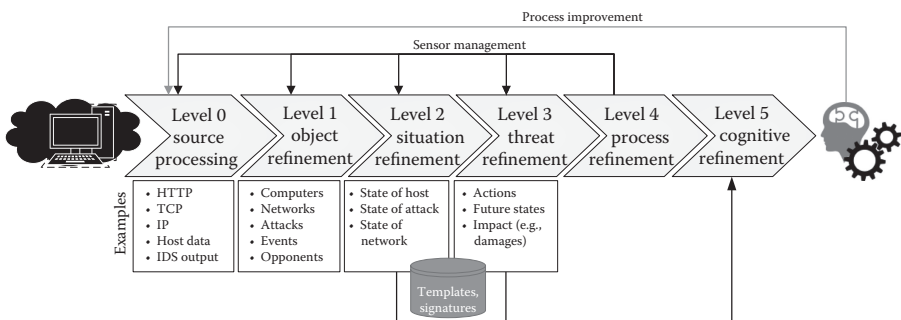 Process improvement
Sensor management
Level 0
source
processing
Level 1
object
refinement
Level 2
situation
refinement
Level 3
threat
refinement
Level 4
process
refinement
Level 5
cognitive
refinement
Examples
• HTTP
• TCP
• IP
• Host data
• IDS output
• Computers
• Networks
• Attacks
• Events
• Opponents
• State of host
• State of attack
• State of
network
• Actions
• Future states
• Impact (e.g.,
damages)
Templates,
signatures